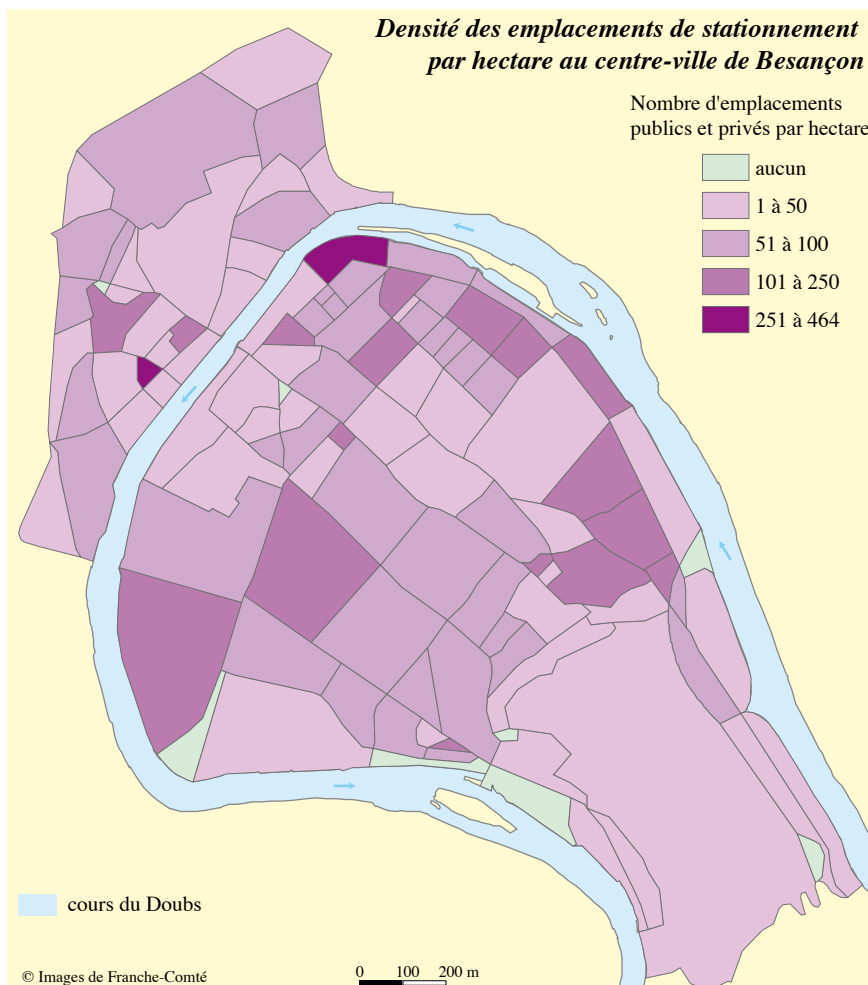 Densité des emplacements de stationnement
par hectare au centre-ville de Besançon
Nombre d'emplacements
publics et privés par hectare
aucun
1 à 50
51 à 100
101 à 250
251 à 464
cours du Doubs
© Images de Franche-Comté
0 100 200 m